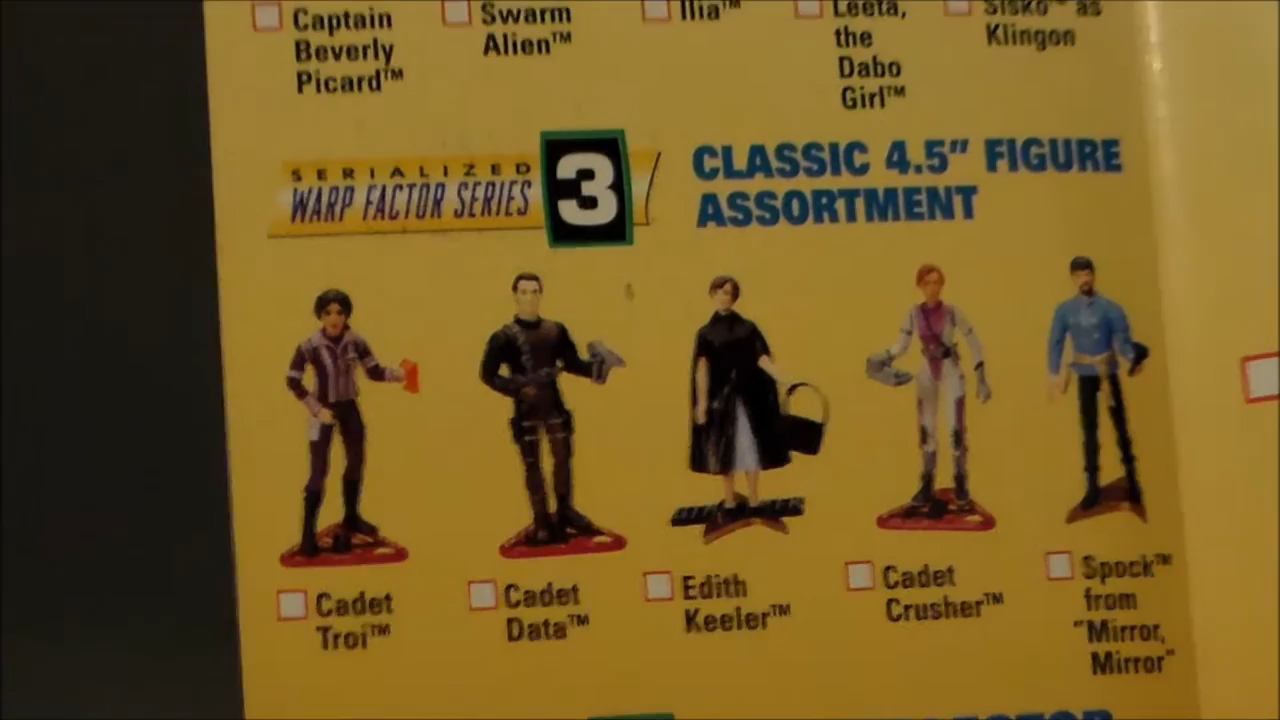 Captain
Beverly
Picard™
Swarm
Alien™
Ilia™
Leeta,
the
Dabo
Girl™
Sisko™ as
Klingon
SERIALIZED
WARP FACTOR SERIES
3
CLASSIC 4.5" FIGURE
ASSORTMENT
Cadet
Troi™
Cadet
Data™
Edith
Keeler™
Cadet
Crusher™
Spock™
from
"Mirror,
Mirror"